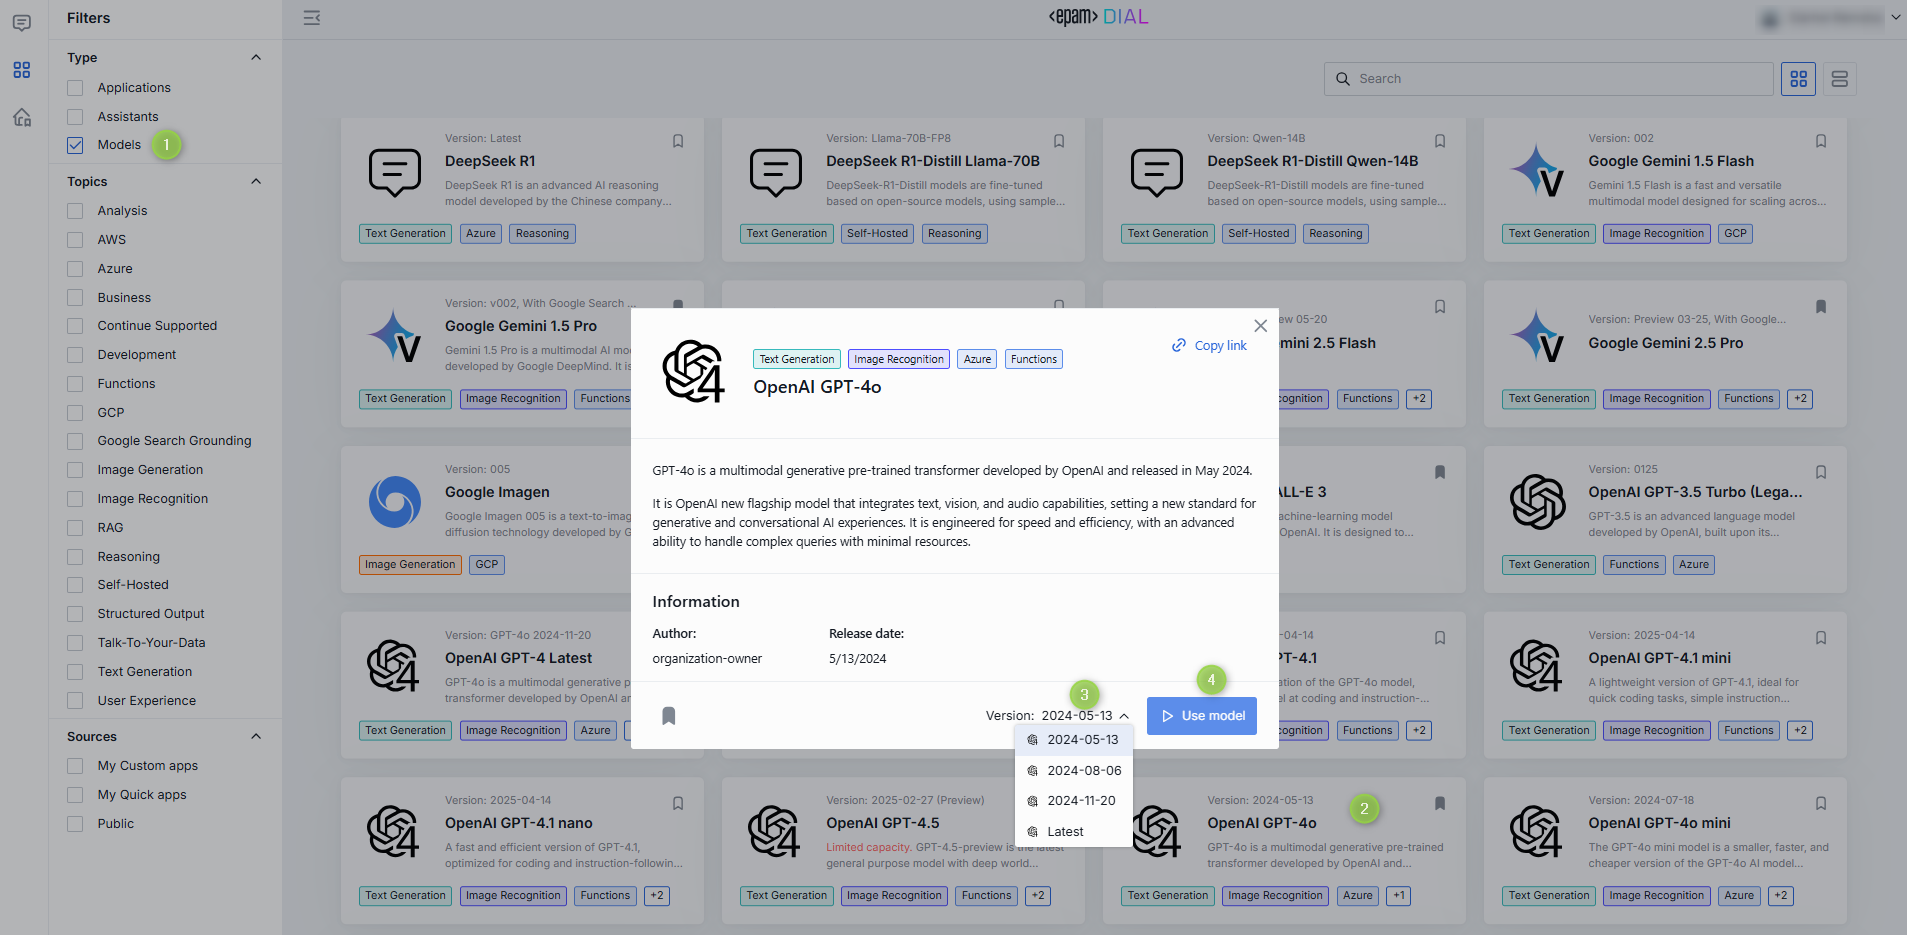 Filters
<epam> DIAL
Type
Applications
Assistants
Models
1
Topics
Analysis
AWS
Azure
Business
Continue Supported
Development
Functions
GCP
Google Search Grounding
Image Generation
Image Recognition
RAG
Reasoning
Self-Hosted
Structured Output
Talk-To-Your-Data
Text Generation
User Experience
Sources
My Custom apps
My Quick apps
Public
Search
Version: Latest
DeepSeek R1
DeepSeek R1 is an advanced AI reasoning
model developed by the Chinese company...
Text Generation Azure Reasoning
Version: Llama-70B-FP8
DeepSeek R1-Distill Llama-70B
DeepSeek-R1-Distill models are fine-tuned
based on open-source models, using sample...
Text Generation Self-Hosted Reasoning
Version: Qwen-14B
DeepSeek R1-Distill Qwen-14B
DeepSeek-R1-Distill models are fine-tuned
based on open-source models, using sample...
Text Generation Self-Hosted Reasoning
Version: 002
Google Gemini 1.5 Flash
Gemini 1.5 Flash is a fast and versatile
multimodal model designed for scaling acros...
V
Text Generation Image Recognition GCP
Version: v002, With Google Search ...
Google Gemini 1.5 Pro
Gemini 1.5 Pro is a multimodal AI mo
developed by Google DeepMind. It is
V
Text Generation Image Recognition Functions
ew 05-20
mini 2.5 Flash
cognition Functions +2
Version: Preview 03-25, With Google...
Google Gemini 2.5 Pro
V
Text Generation Image Recognition Functions +2
Version: 005
Google Imagen
Google Imagen 005 is a text-to-imag
diffusion technology developed by G
Image Generation GCP
ALL-E 3
achine-learning model
OpenAI. It is designed to...
Version: 0125
OpenAI GPT-3.5 Turbo (Lega...
GPT-3.5 is an advanced language model
developed by OpenAI, built upon its...
Text Generation Functions Azure
Version: GPT-4o 2024-11-20
OpenAI GPT-4 Latest
GPT-4o is a multimodal generative p
transformer developed by OpenAI ar
4
Text Generation Image Recognition Azure
-04-14
PT-4.1
ation of the GPT-4o model,
el at coding and instruction-...
cognition Functions +2
Version: 2025-04-14
OpenAI GPT-4.1 mini
A lightweight version of GPT-4.1, ideal for
quick coding tasks, simple instruction...
4
Text Generation Image Recognition Functions +2
Version: 2025-04-14
OpenAI GPT-4.1 nano
A fast and efficient version of GPT-4.1,
optimized for coding and instruction-followin...
4
Text Generation Image Recognition Functions +2
Version: 2025-02-27 (Preview)
OpenAI GPT-4.5
Limited capacity. GPT-4.5-preview is the latest
general purpose model with deep world...
4
Text Generation Image Recognition Functions +2
Version: 2024-05-13
OpenAI GPT-4o
2
GPT-4o is a multimodal generative pre-trained
transformer developed by OpenAI and...
4
Text Generation Image Recognition Azure +1
Version: 2024-07-18
OpenAI GPT-4o mini
The GPT-4o mini model is a smaller, faster, and
cheaper version of the GPT-4o AI model...
4
Text Generation Image Recognition Azure +2
Copy link
4
Text Generation Image Recognition Azure Functions
OpenAI GPT-4o
GPT-4o is a multimodal generative pre-trained transformer developed by OpenAI and released in May 2024.
It is OpenAI new flagship model that integrates text, vision, and audio capabilities, setting a new standard for
generative and conversational AI experiences. It is engineered for speed and efficiency, with an advanced
ability to handle complex queries with minimal resources.
Information
Author: Release date:
organization-owner 5/13/2024
3
4
Version: 2024-05-13
Use model
2024-05-13
2024-08-06
2024-11-20
Latest